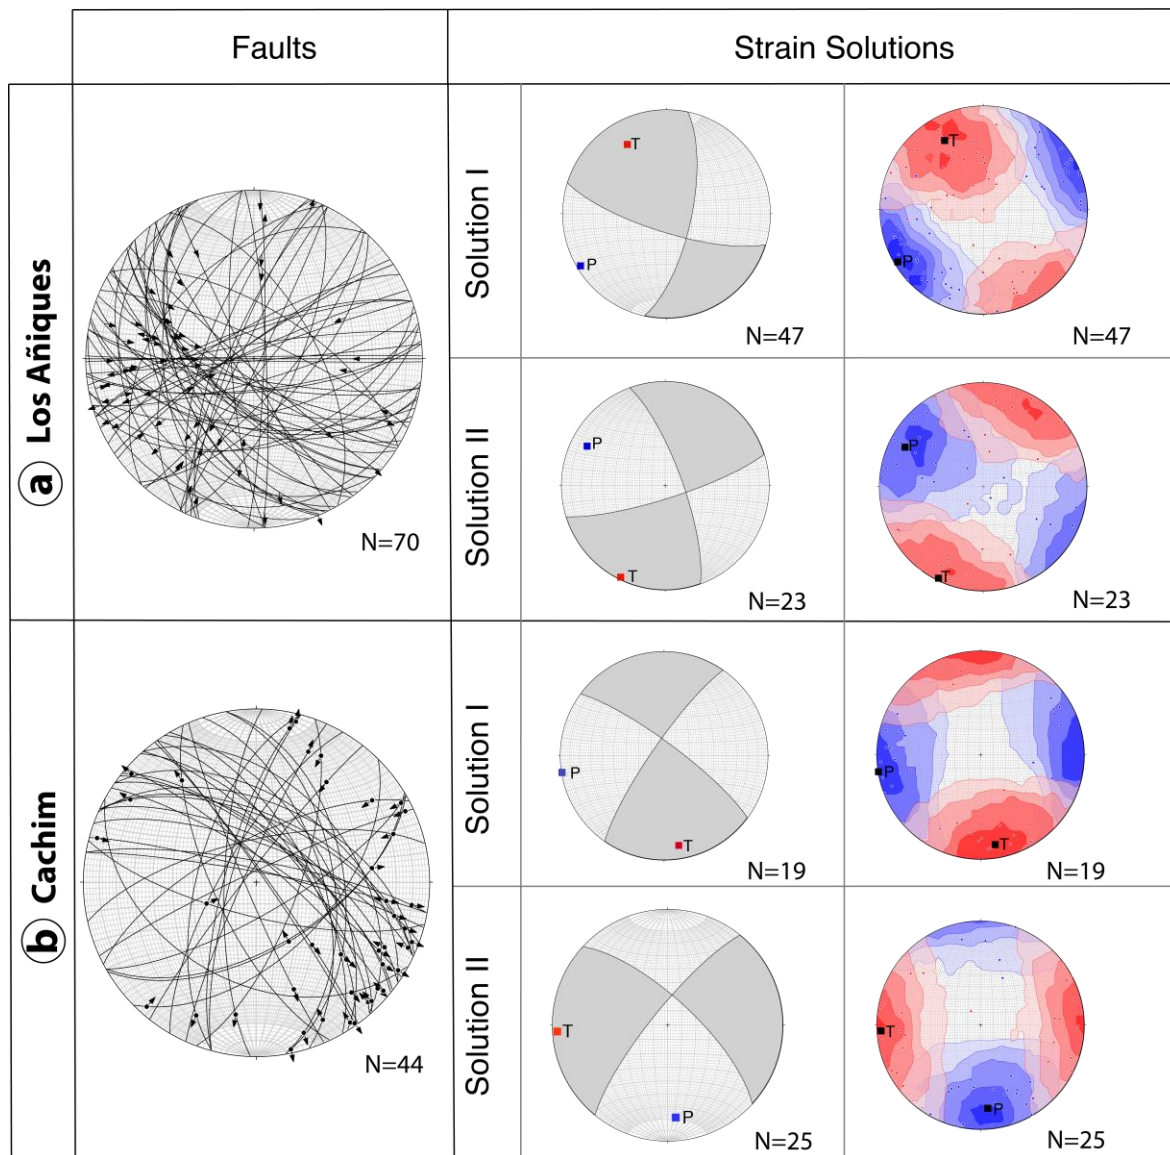 Faults
Strain Solutions
a Los Añiques
N=70
Solution I
T
P
N=47
T
P
N=47
Solution II
P
T
N=23
P
T
N=23
b Cachim
N=44
Solution I
P
T
N=19
P
T
N=19
Solution II
T
P
N=25
T
P
N=25